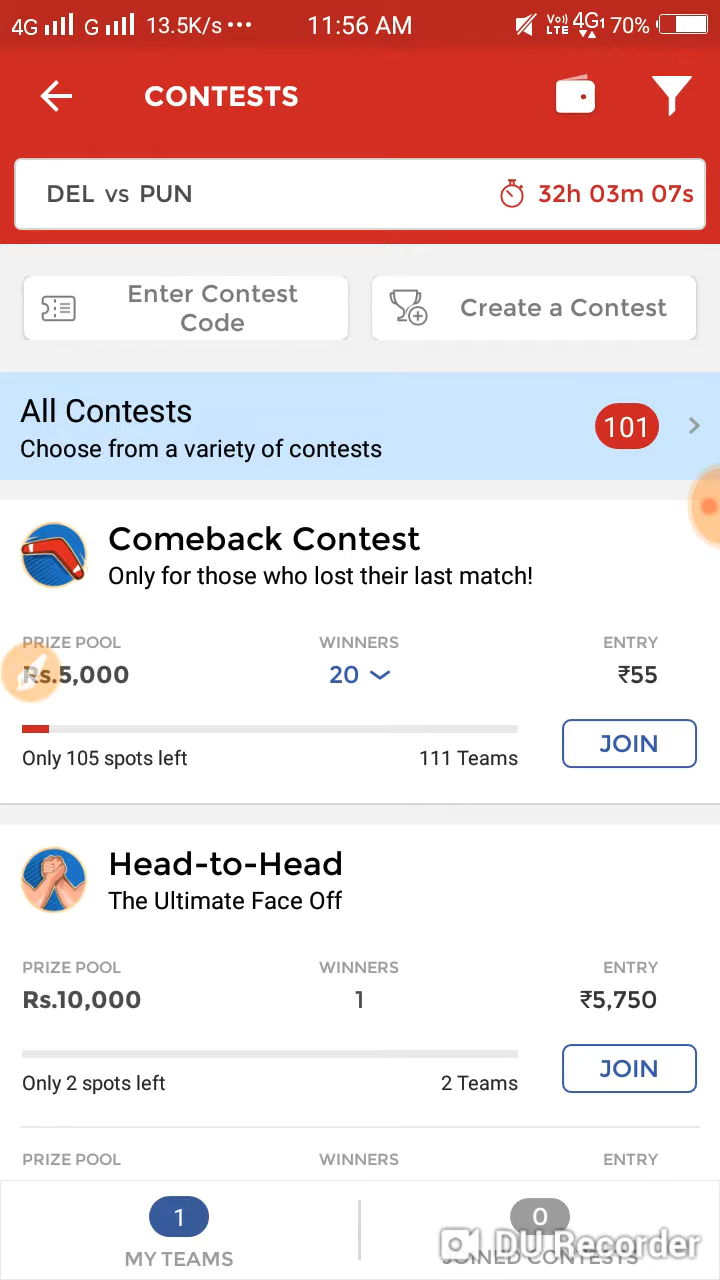 4G G 13.5K/s ••• 11:56 AM VoLTE 4G1 70%
CONTESTS
DEL vs PUN 32h 03m 07s
Enter Contest
Code
Create a Contest
All Contests
Choose from a variety of contests
101
Comeback Contest
Only for those who lost their last match!
PRIZE POOL WINNERS ENTRY
Rs.5,000 20 ₹55
Only 105 spots left 111 Teams
JOIN
Head-to-Head
The Ultimate Face Off
PRIZE POOL WINNERS ENTRY
Rs.10,000 1 ₹5,750
Only 2 spots left 2 Teams
JOIN
PRIZE POOL WINNERS ENTRY
1 0
MY TEAMS JOINED CONTESTS
DU Recorder